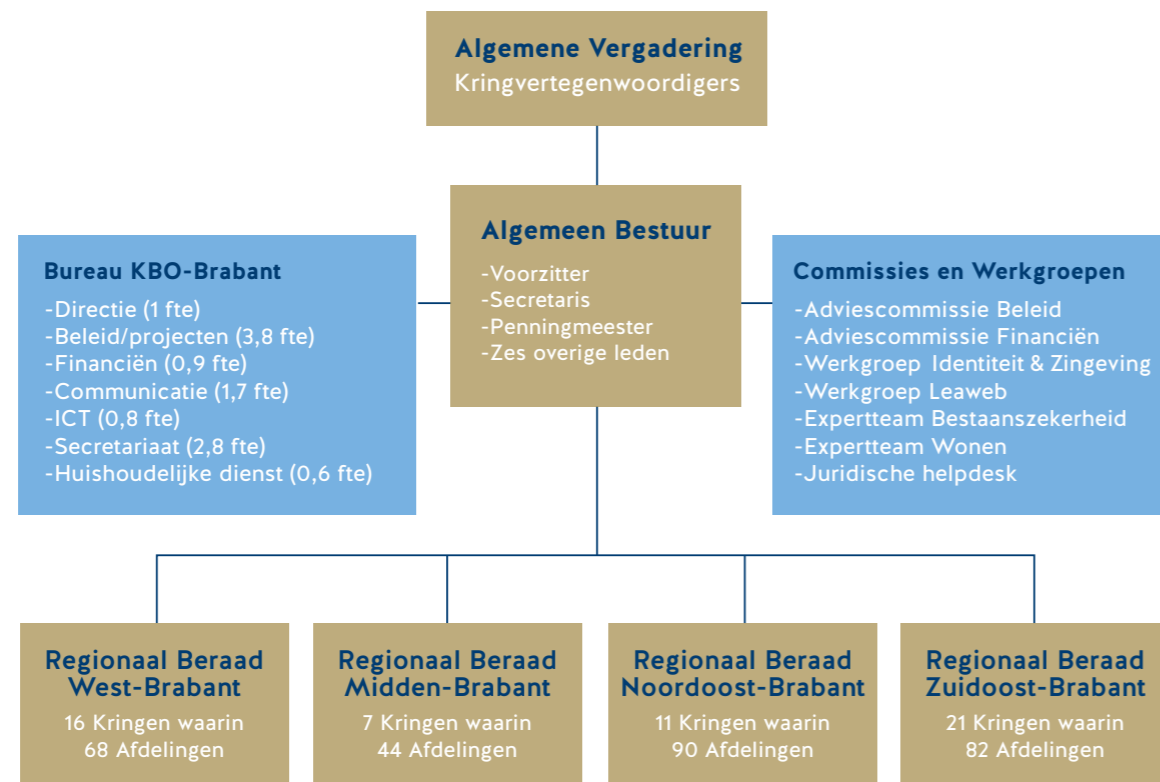 Algemene Vergadering
Kringvertegenwoordigers
Algemeen Bestuur
-Voorzitter
-Secretaris
-Penningmeester
-Zes overige leden
Bureau KBO-Brabant
-Directie (1 fte)
-Beleid/projecten (3,8 fte)
-Financiën (0,9 fte)
-Communicatie (1,7 fte)
-ICT (0,8 fte)
-Secretariaat (2,8 fte)
-Huishoudelijke dienst (0,6 fte)
Commissies en Werkgroepen
-Adviescommissie Beleid
-Adviescommissie Financiën
-Werkgroep Identiteit & Zingeving
-Werkgroep Leaweb
-Expertteam Bestaanszekerheid
-Expertteam Wonen
-Juridische helpdesk
Regionaal Beraad
West-Brabant
16 Kringen waarin
68 Afdelingen
Regionaal Beraad
Midden-Brabant
7 Kringen waarin
44 Afdelingen
Regionaal Beraad
Noordoost-Brabant
11 Kringen waarin
90 Afdelingen
Regionaal Beraad
Zuidoost-Brabant
21 Kringen waarin
82 Afdelingen